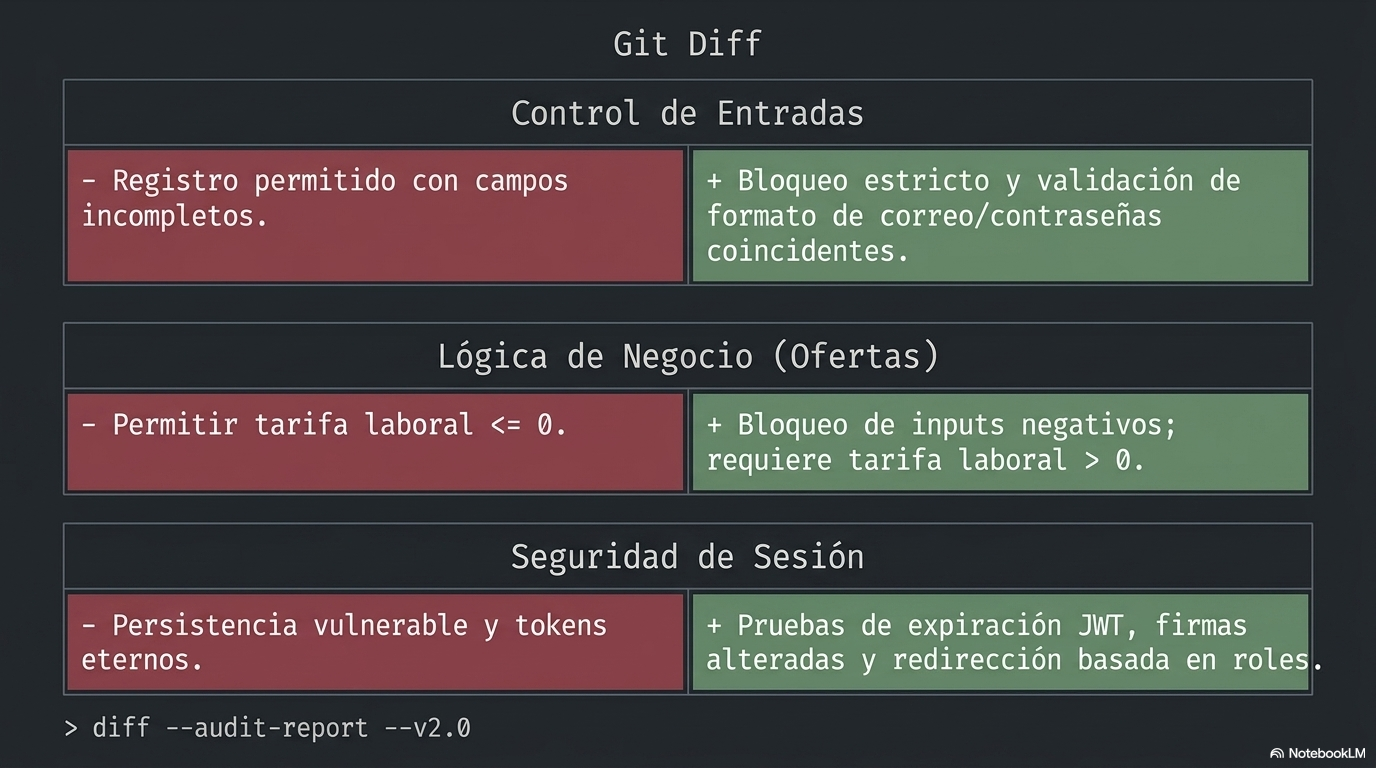 Git Diff
Control de Entradas
- Registro permitido con campos
incompletos.
+ Bloqueo estricto y validación de
formato de correo/contraseñas
coincidentes.
Lógica de Negocio (Ofertas)
- Permitir tarifa laboral <= 0.
+ Bloqueo de inputs negativos;
requiere tarifa laboral > 0.
Seguridad de Sesión
- Persistencia vulnerable y tokens
eternos.
+ Pruebas de expiración JWT, firmas
alteradas y redirección basada en roles.
> diff --audit-report --v2.0
NotebookLM